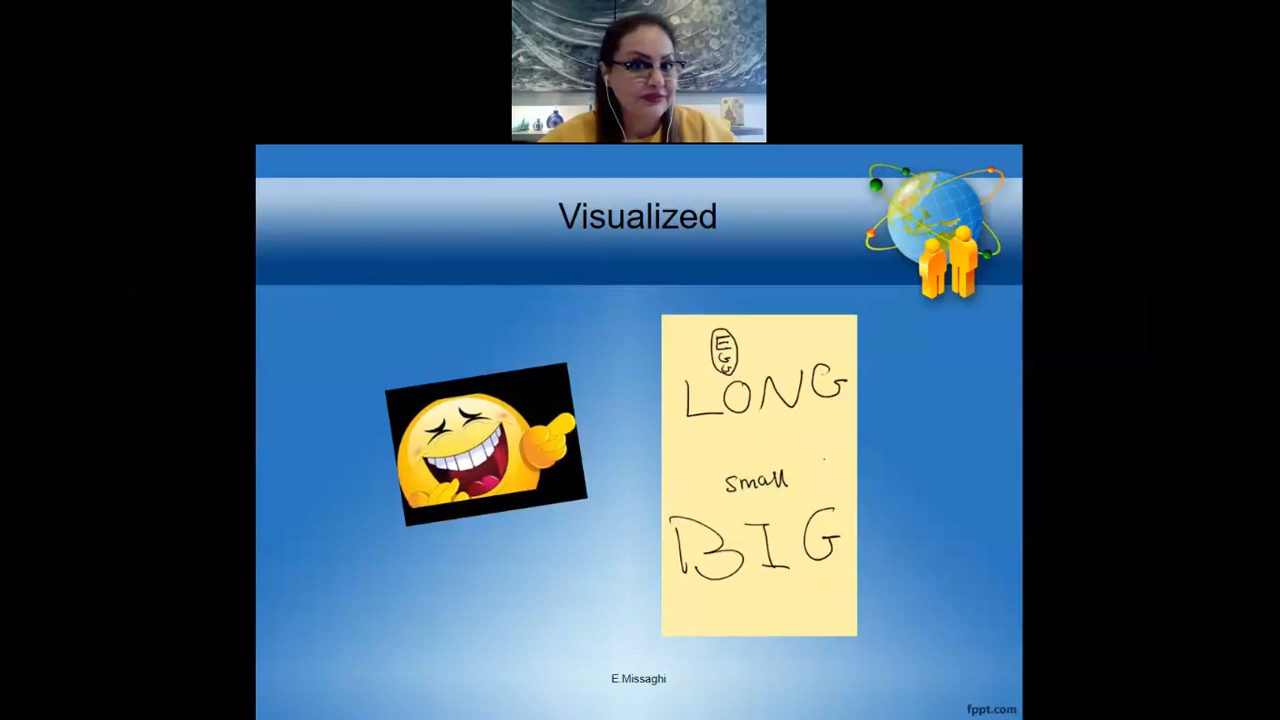 Visualized
E
G
G
LONG
small
BIG
E.Missaghi
fppt.com